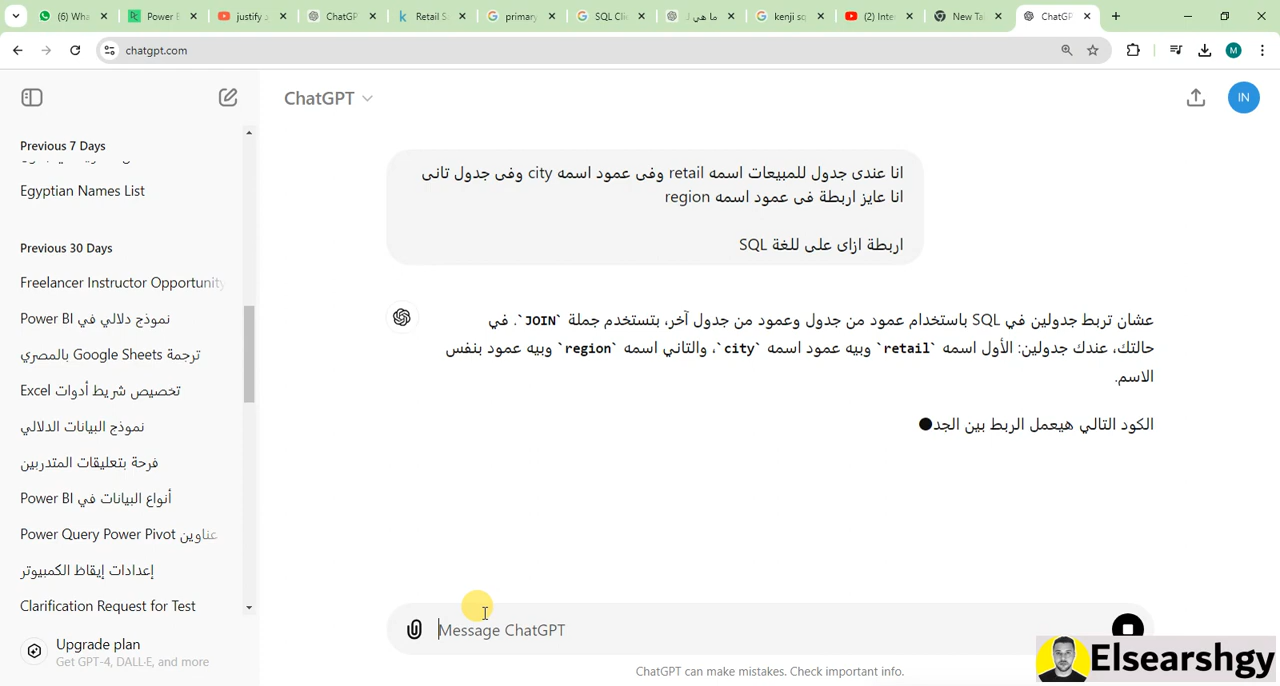 (6) Wha
Power B
justify
ChatGP
Retail S
primary
SQL Cli
ما هي
kenji sq
(2) Inte
New Ta
ChatGP
chatgpt.com
M
ChatGPT
IN
Previous 7 Days
Egyptian Names List
Previous 30 Days
Freelancer Instructor Opportunity
نموذج دلالي في Power BI
ترجمة Google Sheets بالمصري
تخصيص شريط أدوات Excel
نموذج البيانات الدلالي
فرحة بتعليقات المتدربين
أنواع البيانات في Power BI
عناوين Power Query Power Pivot
إعدادات إيقاظ الكمبيوتر
Clarification Request for Test
Upgrade plan
Get GPT-4, DALL·E, and more
انا عندى جدول للمبيعات اسمه retail وفى عمود اسمه city وفى جدول تانى
انا عايز اربطة فى عمود اسمه region
اربطة ازاى على للغة SQL
عشان تربط جدولين في SQL باستخدام عمود من جدول وعمود من جدول آخر، بتستخدم جملة `JOIN`. في
حالتك، عندك جدولين: الأول اسمه `retail` وبيه عمود اسمه `city`، والتاني اسمه `region` وبيه عمود بنفس
الاسم.
الكود التالي هيعمل الربط بين الجد
Message ChatGPT
ChatGPT can make mistakes. Check important info.
Elsearshgy